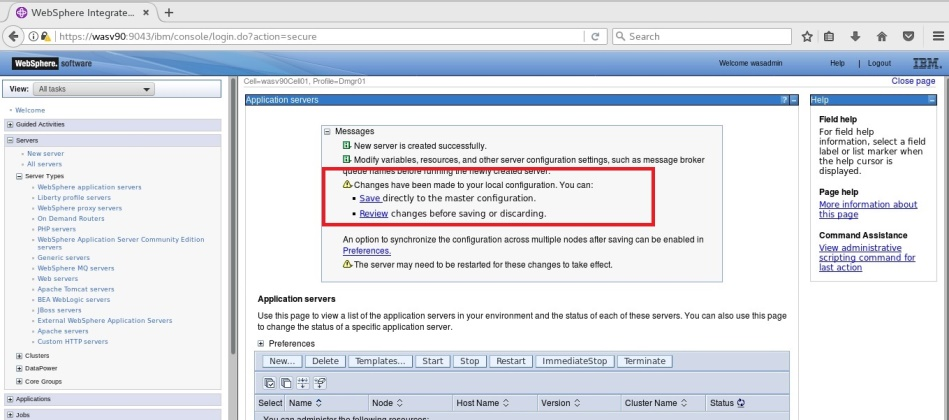 WebSphere Integrate...
https://wasv90:9043/ibm/console/login.do?action=secure
Search
WebSphere. software
Welcome wasadmin
Help
Logout
IBM.
Cell=wasv90Cell01, Profile=Dmgr01
Close page
View: All tasks
Welcome
Guided Activities
Servers
New server
All servers
Server Types
WebSphere application servers
Liberty profile servers
WebSphere proxy servers
On Demand Routers
PHP servers
WebSphere Application Server Community Edition
servers
Generic servers
WebSphere MQ servers
Web servers
Apache Tomcat servers
BEA WebLogic servers
JBoss servers
External WebSphere Application Servers
Apache servers
Custom HTTP servers
Clusters
DataPower
Core Groups
Applications
Jobs
Application servers
? –
Messages
New server is created successfully.
Modify variables, resources, and other server configuration settings, such as message broker
queue names before running the newly created server.
Changes have been made to your local configuration. You can:
Save directly to the master configuration.
Review changes before saving or discarding.
An option to synchronize the configuration across multiple nodes after saving can be enabled in
Preferences.
The server may need to be restarted for these changes to take effect.
Application servers
Use this page to view a list of the application servers in your environment and the status of each of these servers. You can also use this page
to change the status of a specific application server.
Preferences
New... Delete Templates... Start Stop Restart ImmediateStop Terminate
Select Name Node Host Name Version Cluster Name Status
You can administer the following resources:
Help
Field help
For field help
information, select a field
label or list marker when
the help cursor is
displayed.
Page help
More information about
this page
Command Assistance
View administrative
scripting command for
last action